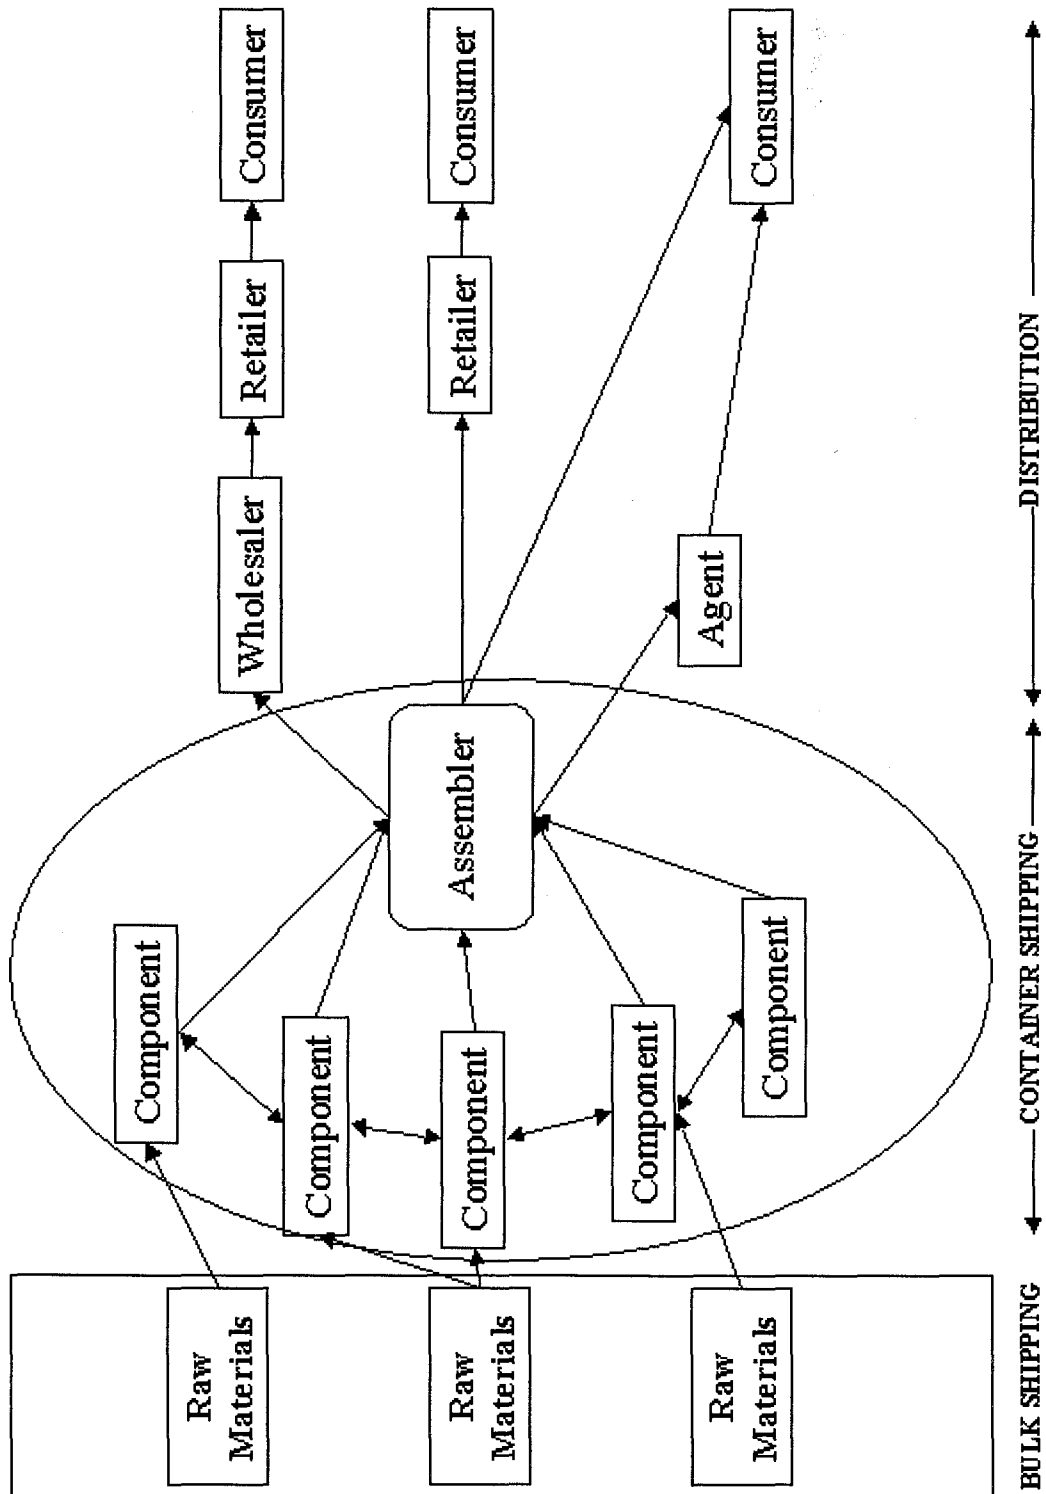 Consumer
Retailer
Wholesaler
Consumer
Retailer
Consumer
Agent
Assembler
Component
Component
Component
Component
Component
Raw
Materials
Raw
Materials
Raw
Materials
BULK SHIPPING
CONTAINER SHIPPING
DISTRIBUTION